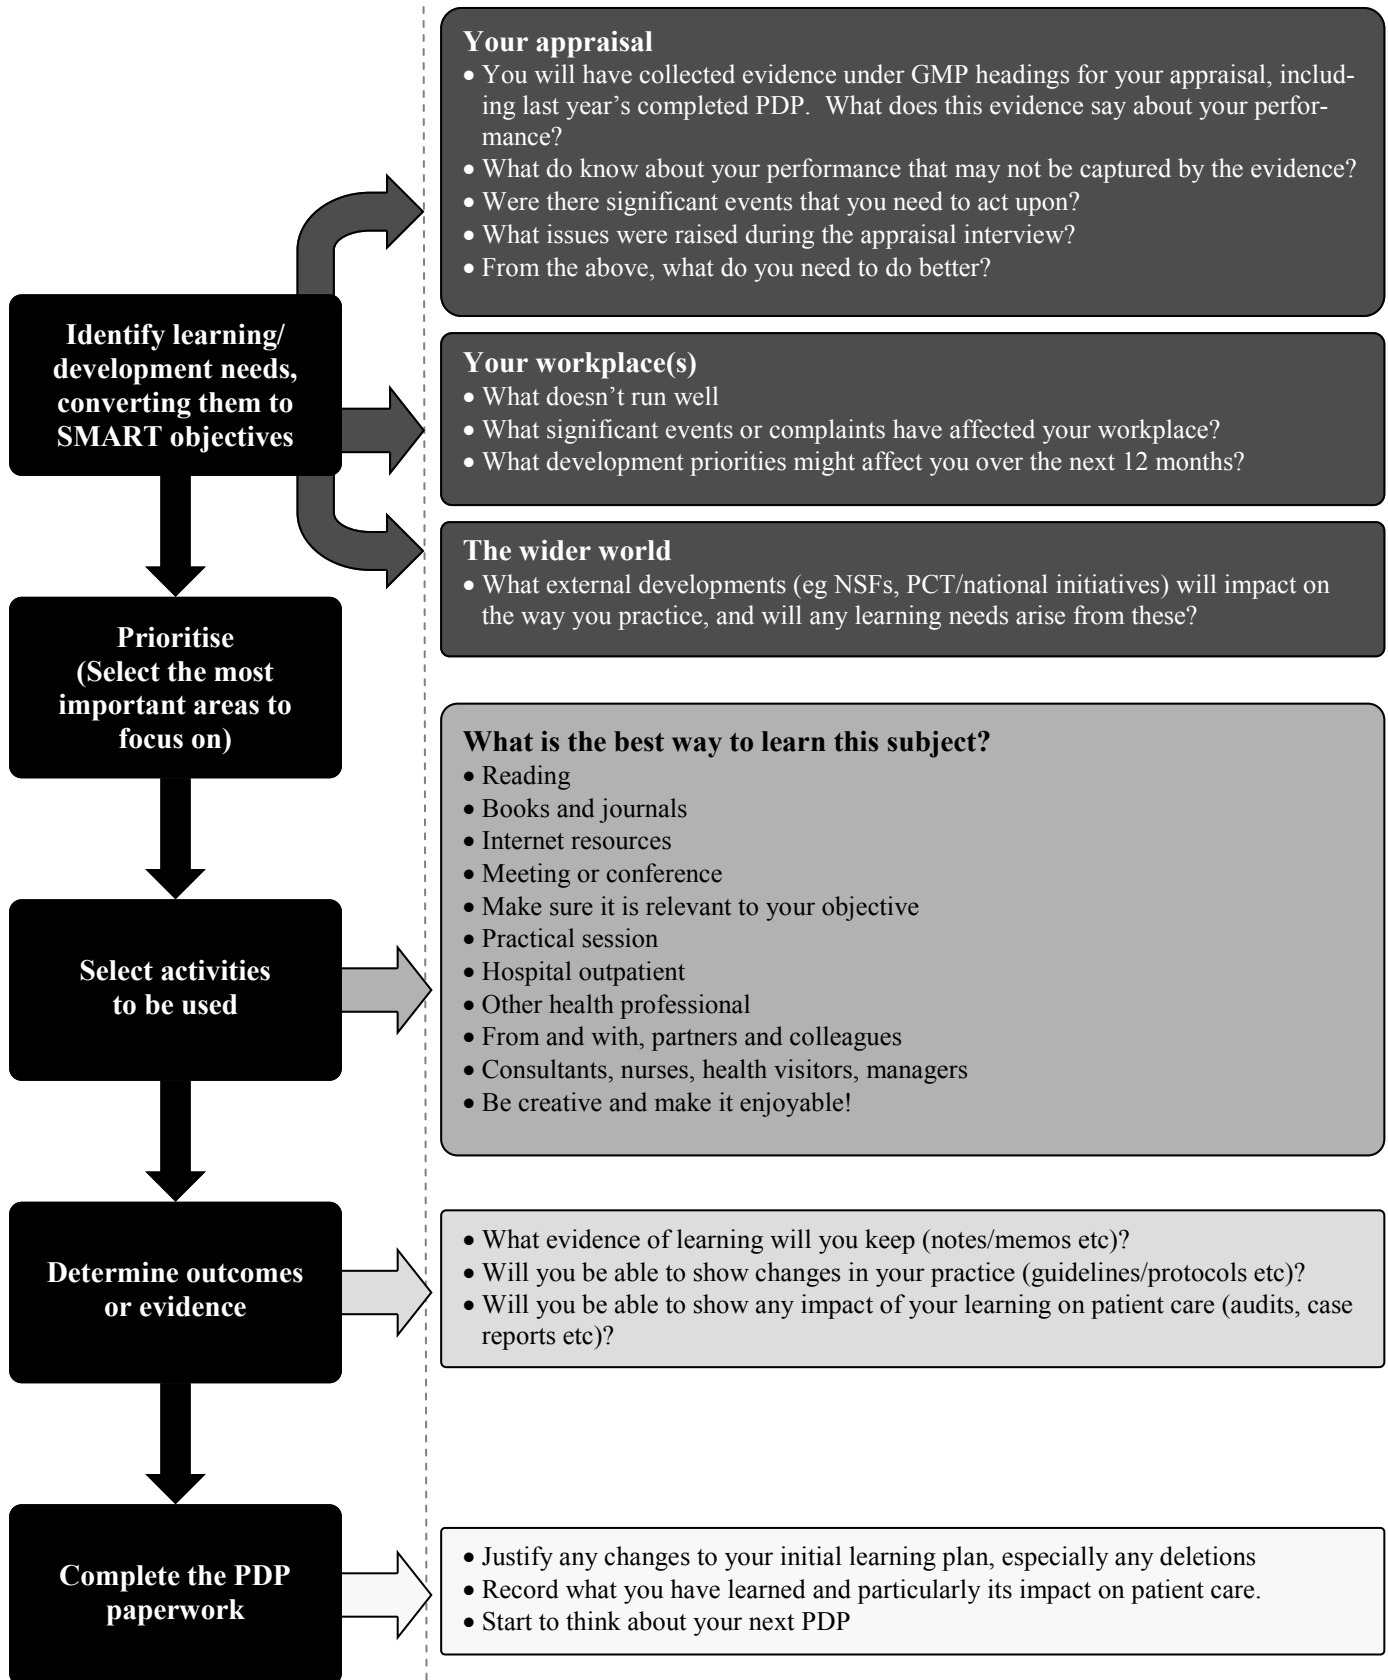 Your appraisal
• You will have collected evidence under GMP headings for your appraisal, includ-
ing last year’s completed PDP.  What does this evidence say about your perfor-
mance?
• What do know about your performance that may not be captured by the evidence?
• Were there significant events that you need to act upon?
• What issues were raised during the appraisal interview?
• From the above, what do you need to do better?
Identify learning/
development needs,
converting them to
SMART objectives
Your workplace(s)
• What doesn’t run well
• What significant events or complaints have affected your workplace?
• What development priorities might affect you over the next 12 months?
The wider world
• What external developments (eg NSFs, PCT/national initiatives) will impact on
the way you practice, and will any learning needs arise from these?
Prioritise
(Select the most
important areas to
focus on)
What is the best way to learn this subject?
• Reading
• Books and journals
• Internet resources
• Meeting or conference
• Make sure it is relevant to your objective
• Practical session
• Hospital outpatient
• Other health professional
• From and with, partners and colleagues
• Consultants, nurses, health visitors, managers
• Be creative and make it enjoyable!
Select activities
to be used
Determine outcomes
or evidence
• What evidence of learning will you keep (notes/memos etc)?
• Will you be able to show changes in your practice (guidelines/protocols etc)?
• Will you be able to show any impact of your learning on patient care (audits, case
reports etc)?
Complete the PDP
paperwork
• Justify any changes to your initial learning plan, especially any deletions
• Record what you have learned and particularly its impact on patient care.
• Start to think about your next PDP